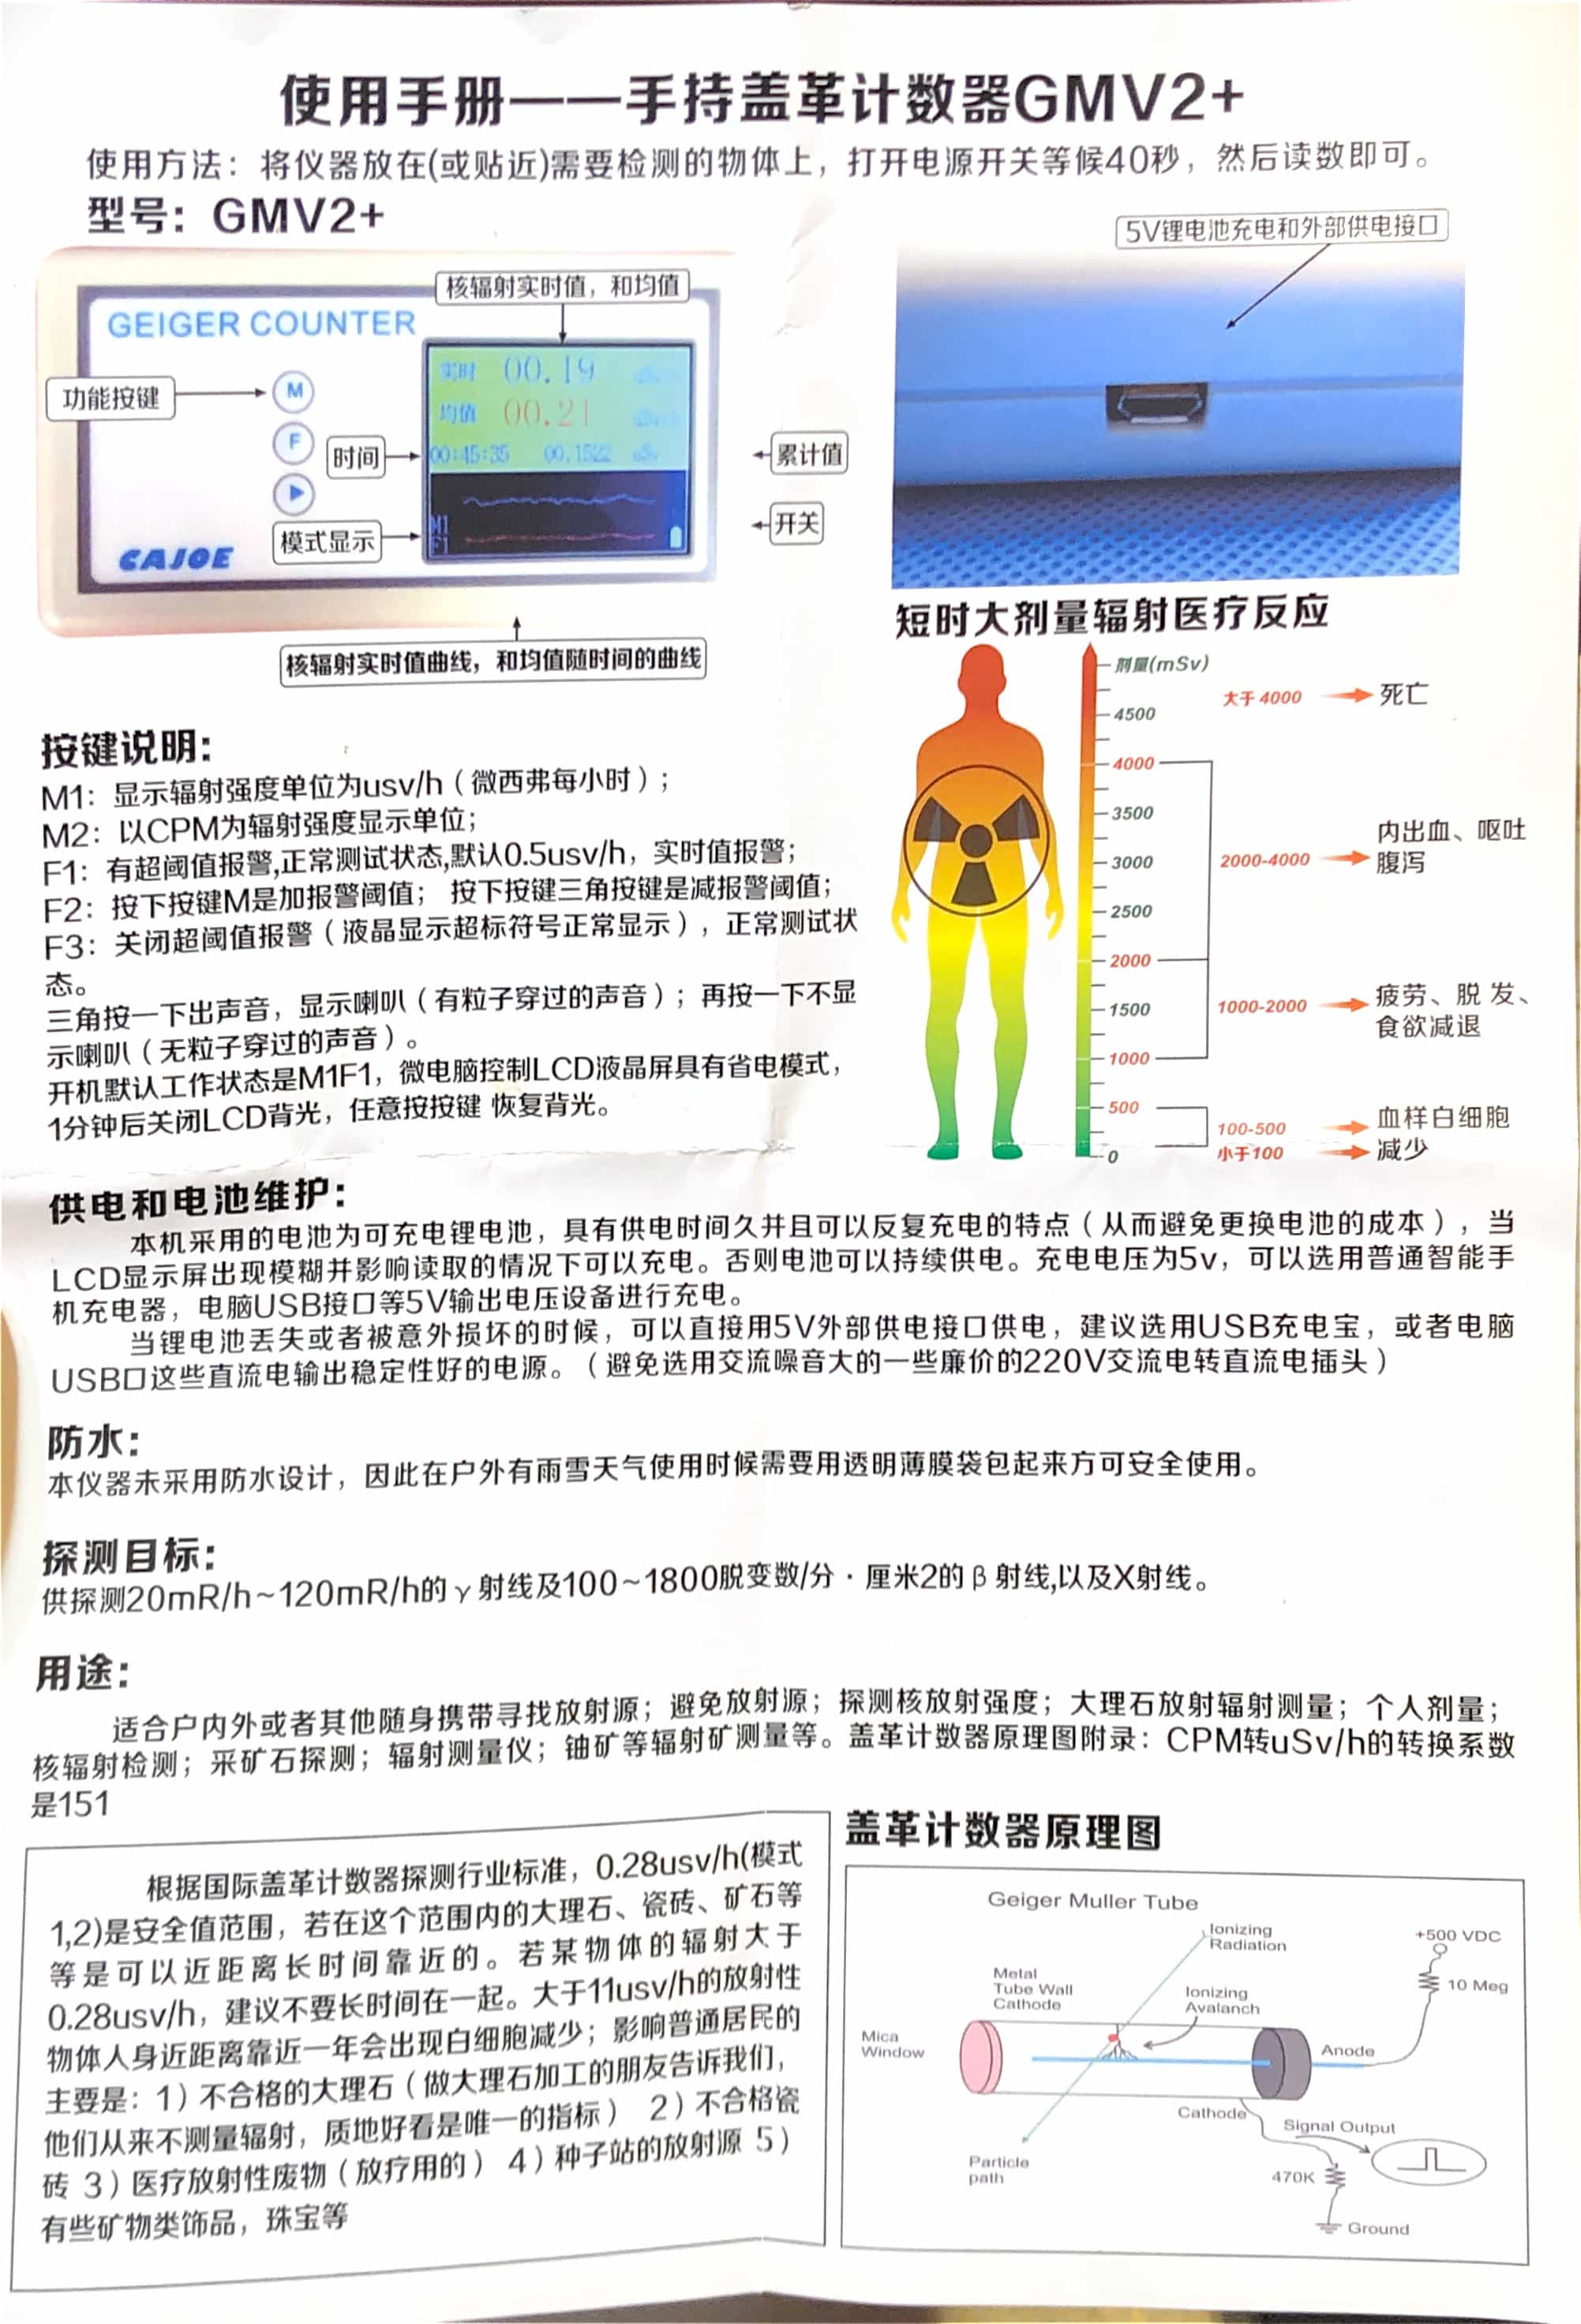 使用手册——手持盖革计数器GMV2+
使用方法：将仪器放在(或贴近)需要检测的物体上，打开电源开关等候40秒，然后读数即可。
型号：GMV2+
5V锂电池充电和外部供电接口
核辐射实时值，和均值
GEIGER COUNTER
实时 00.19
均值 00.21
00:45:35 00.1522
功能按键
M
F
时间
累计值
开关
模式显示
M1
F1
CAJOE
核辐射实时值曲线，和均值随时间的曲线
短时大剂量辐射医疗反应
剂量(mSv)
大于 4000 死亡
4500
4000
3500
3000
2500
2000
1500
1000
500
0
2000-4000 内出血、呕吐
腹泻
1000-2000 疲劳、脱 发、
食欲减退
100-500 血样白细胞
小于100 减少
按键说明：
M1：显示辐射强度单位为usv/h（微西弗每小时）；
M2：以CPM为辐射强度显示单位；
F1：有超阈值报警,正常测试状态,默认0.5usv/h，实时值报警；
F2：按下按键M是加报警阈值； 按下按键三角按键是减报警阈值；
F3：关闭超阈值报警（液晶显示超标符号正常显示），正常测试状
态。
三角按一下出声音，显示喇叭（有粒子穿过的声音）；再按一下不显
示喇叭（无粒子穿过的声音）。
开机默认工作状态是M1F1，微电脑控制LCD液晶屏具有省电模式，
1分钟后关闭LCD背光，任意按按键 恢复背光。
供电和电池维护：
本机采用的电池为可充电锂电池，具有供电时间久并且可以反复充电的特点（从而避免更换电池的成本），当
LCD显示屏出现模糊并影响读取的情况下可以充电。否则电池可以持续供电。充电电压为5v，可以选用普通智能手
机充电器，电脑USB接口等5V输出电压设备进行充电。
当锂电池丢失或者被意外损坏的时候，可以直接用5V外部供电接口供电，建议选用USB充电宝，或者电脑
USB口这些直流电输出稳定性好的电源。（避免选用交流噪音大的一些廉价的220V交流电转直流电插头）
防水：
本仪器未采用防水设计，因此在户外有雨雪天气使用时候需要用透明薄膜袋包起来方可安全使用。
探测目标：
供探测20mR/h~120mR/h的γ射线及100~1800脱变数/分·厘米2的β射线,以及X射线。
用途：
适合户内外或者其他随身携带寻找放射源；避免放射源；探测核放射强度；大理石放射辐射测量；个人剂量；
核辐射检测；采矿石探测；辐射测量仪；铀矿等辐射矿测量等。盖革计数器原理图附录：CPM转uSv/h的转换系数
是151
根据国际盖革计数器探测行业标准，0.28usv/h(模式
1,2)是安全值范围，若在这个范围内的大理石、瓷砖、矿石等
等是可以近距离长时间靠近的。若某物体的辐射大于
0.28usv/h，建议不要长时间在一起。大于11usv/h的放射性
物体人身近距离靠近一年会出现白细胞减少；影响普通居民的
主要是：1）不合格的大理石（做大理石加工的朋友告诉我们，
他们从来不测量辐射，质地好看是唯一的指标） 2）不合格瓷
砖 3）医疗放射性废物（放疗用的） 4）种子站的放射源 5）
有些矿物类饰品，珠宝等
盖革计数器原理图
Geiger Muller Tube
Ionizing
Radiation
+500 VDC
10 Meg
Metal
Tube Wall
Cathode
Ionizing
Avalanch
Mica
Window
Anode
Cathode
Signal Output
Particle
path
470K
Ground